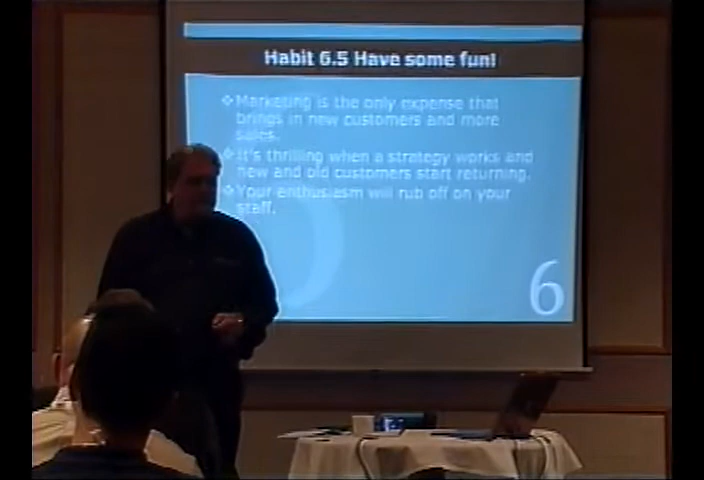 Habit 6.5 Have some fun!
❖Marketing is the only expense that
brings in new customers and more
sales.
❖It's thrilling when a strategy works and
new and old customers start returning.
❖Your enthusiasm will rub off on your
staff.
6